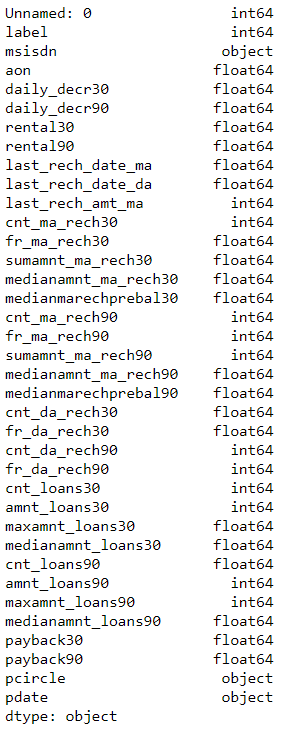 Unnamed: 0 int64
label int64
msisdn object
aon float64
daily_decr30 float64
daily_decr90 float64
rental30 float64
rental90 float64
last_rech_date_ma float64
last_rech_date_da float64
last_rech_amt_ma int64
cnt_ma_rech30 int64
fr_ma_rech30 float64
sumamnt_ma_rech30 float64
medianamnt_ma_rech30 float64
medianmarechprebal30 float64
cnt_ma_rech90 int64
fr_ma_rech90 int64
sumamnt_ma_rech90 int64
medianamnt_ma_rech90 float64
medianmarechprebal90 float64
cnt_da_rech30 float64
fr_da_rech30 float64
cnt_da_rech90 int64
fr_da_rech90 int64
cnt_loans30 int64
amnt_loans30 int64
maxamnt_loans30 float64
medianamnt_loans30 float64
cnt_loans90 float64
amnt_loans90 int64
maxamnt_loans90 int64
medianamnt_loans90 float64
payback30 float64
payback90 float64
pcircle object
pdate object
dtype: object